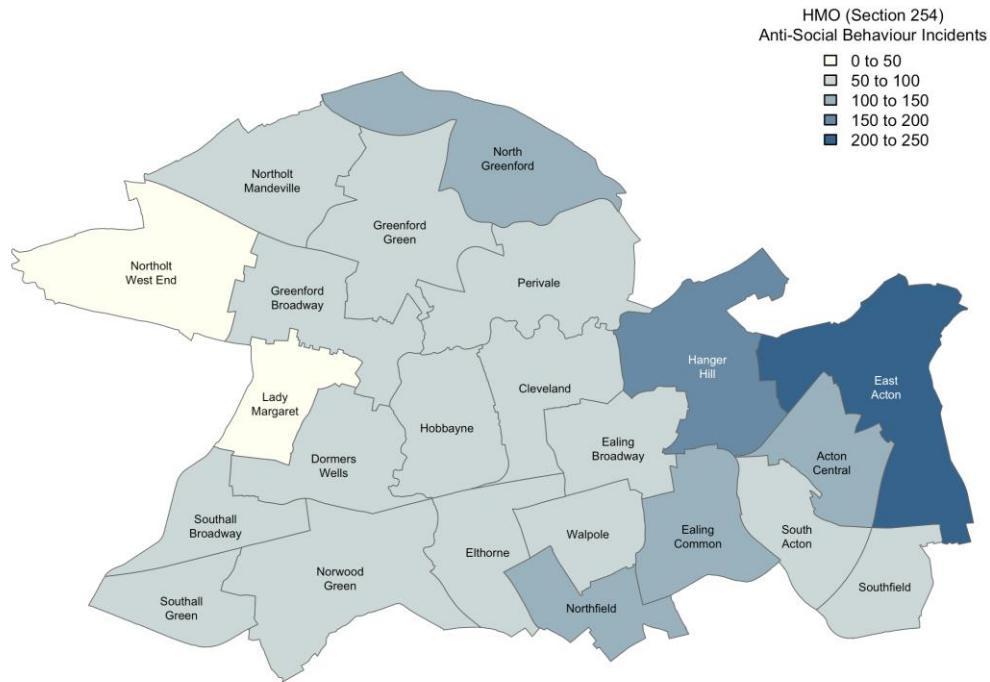 HMO (Section 254)
Anti-Social Behaviour Incidents
0 to 50
50 to 100
100 to 150
150 to 200
200 to 250
North
Greenford
Northolt
Mandeville
Greenford
Green
Northolt
West End
Greenford
Broadway
Perivale
Hanger
Hill
East
Acton
Lady
Margaret
Cleveland
Hobbayne
Ealing
Broadway
Dormers
Wells
Acton
Central
Southall
Broadway
Elthorne
Walpole
Ealing
Common
South
Acton
Norwood
Green
Southall
Green
Northfield
Southfield